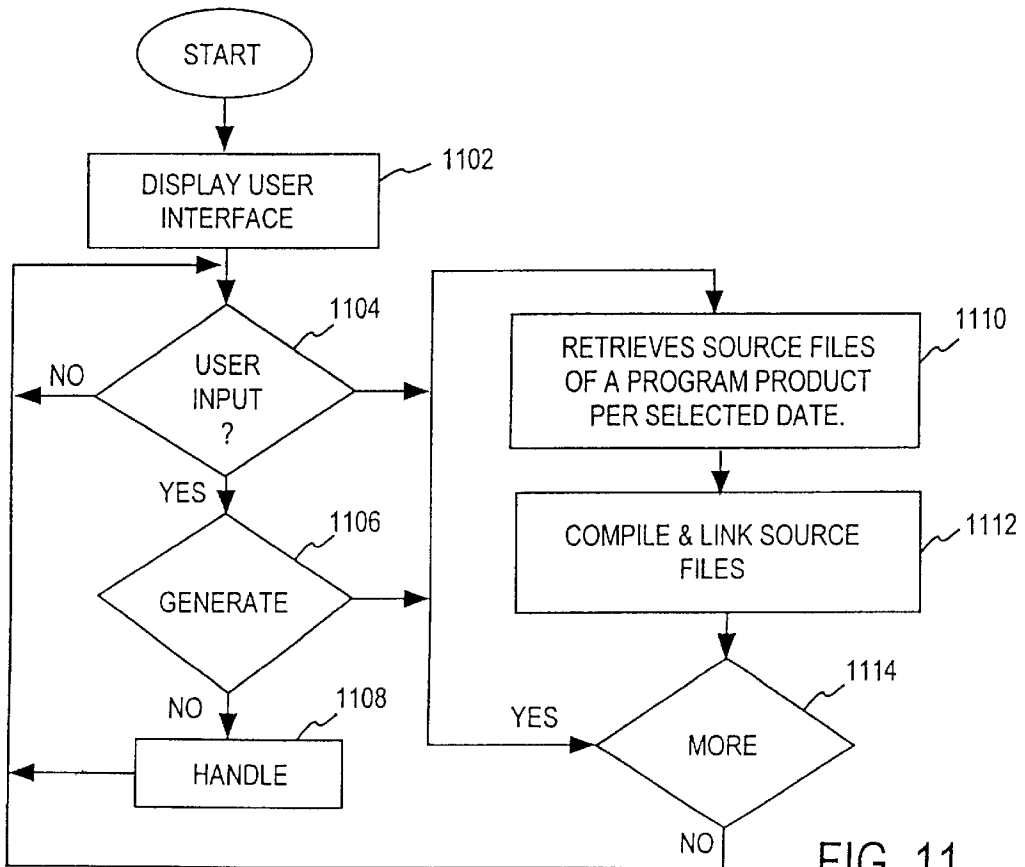 START
DISPLAY USER
INTERFACE
1102
1104
USER
INPUT
?
NO
YES
1106
GENERATE
NO
1108
HANDLE
1110
RETRIEVES SOURCE FILES
OF A PROGRAM PRODUCT
PER SELECTED DATE.
1112
COMPILE & LINK SOURCE
FILES
1114
YES
MORE
NO
FIG. 11